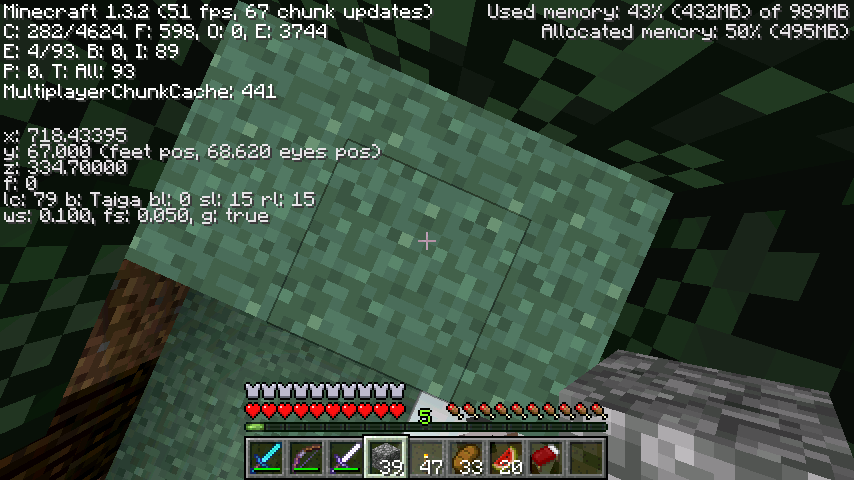 Minecraft 1.3.2 (51 fps, 67 chunk updates)
C: 282/4624. F: 598, O: 0, E: 3744
E: 4/93. B: 0, I: 89
P: 0. T: All: 93
MultiplayerChunkCache: 441
Used memory: 43% (432MB) of 989MB
Allocated memory: 50% (495MB)
x: 718.43395
y: 67.000 (feet pos, 68.620 eyes pos)
z: 334.70000
f: 0
lc: 79 b: Taiga bl: 0 sl: 15 rl: 15
ws: 0.100, fs: 0.050, g: true
5
39 47 33 20